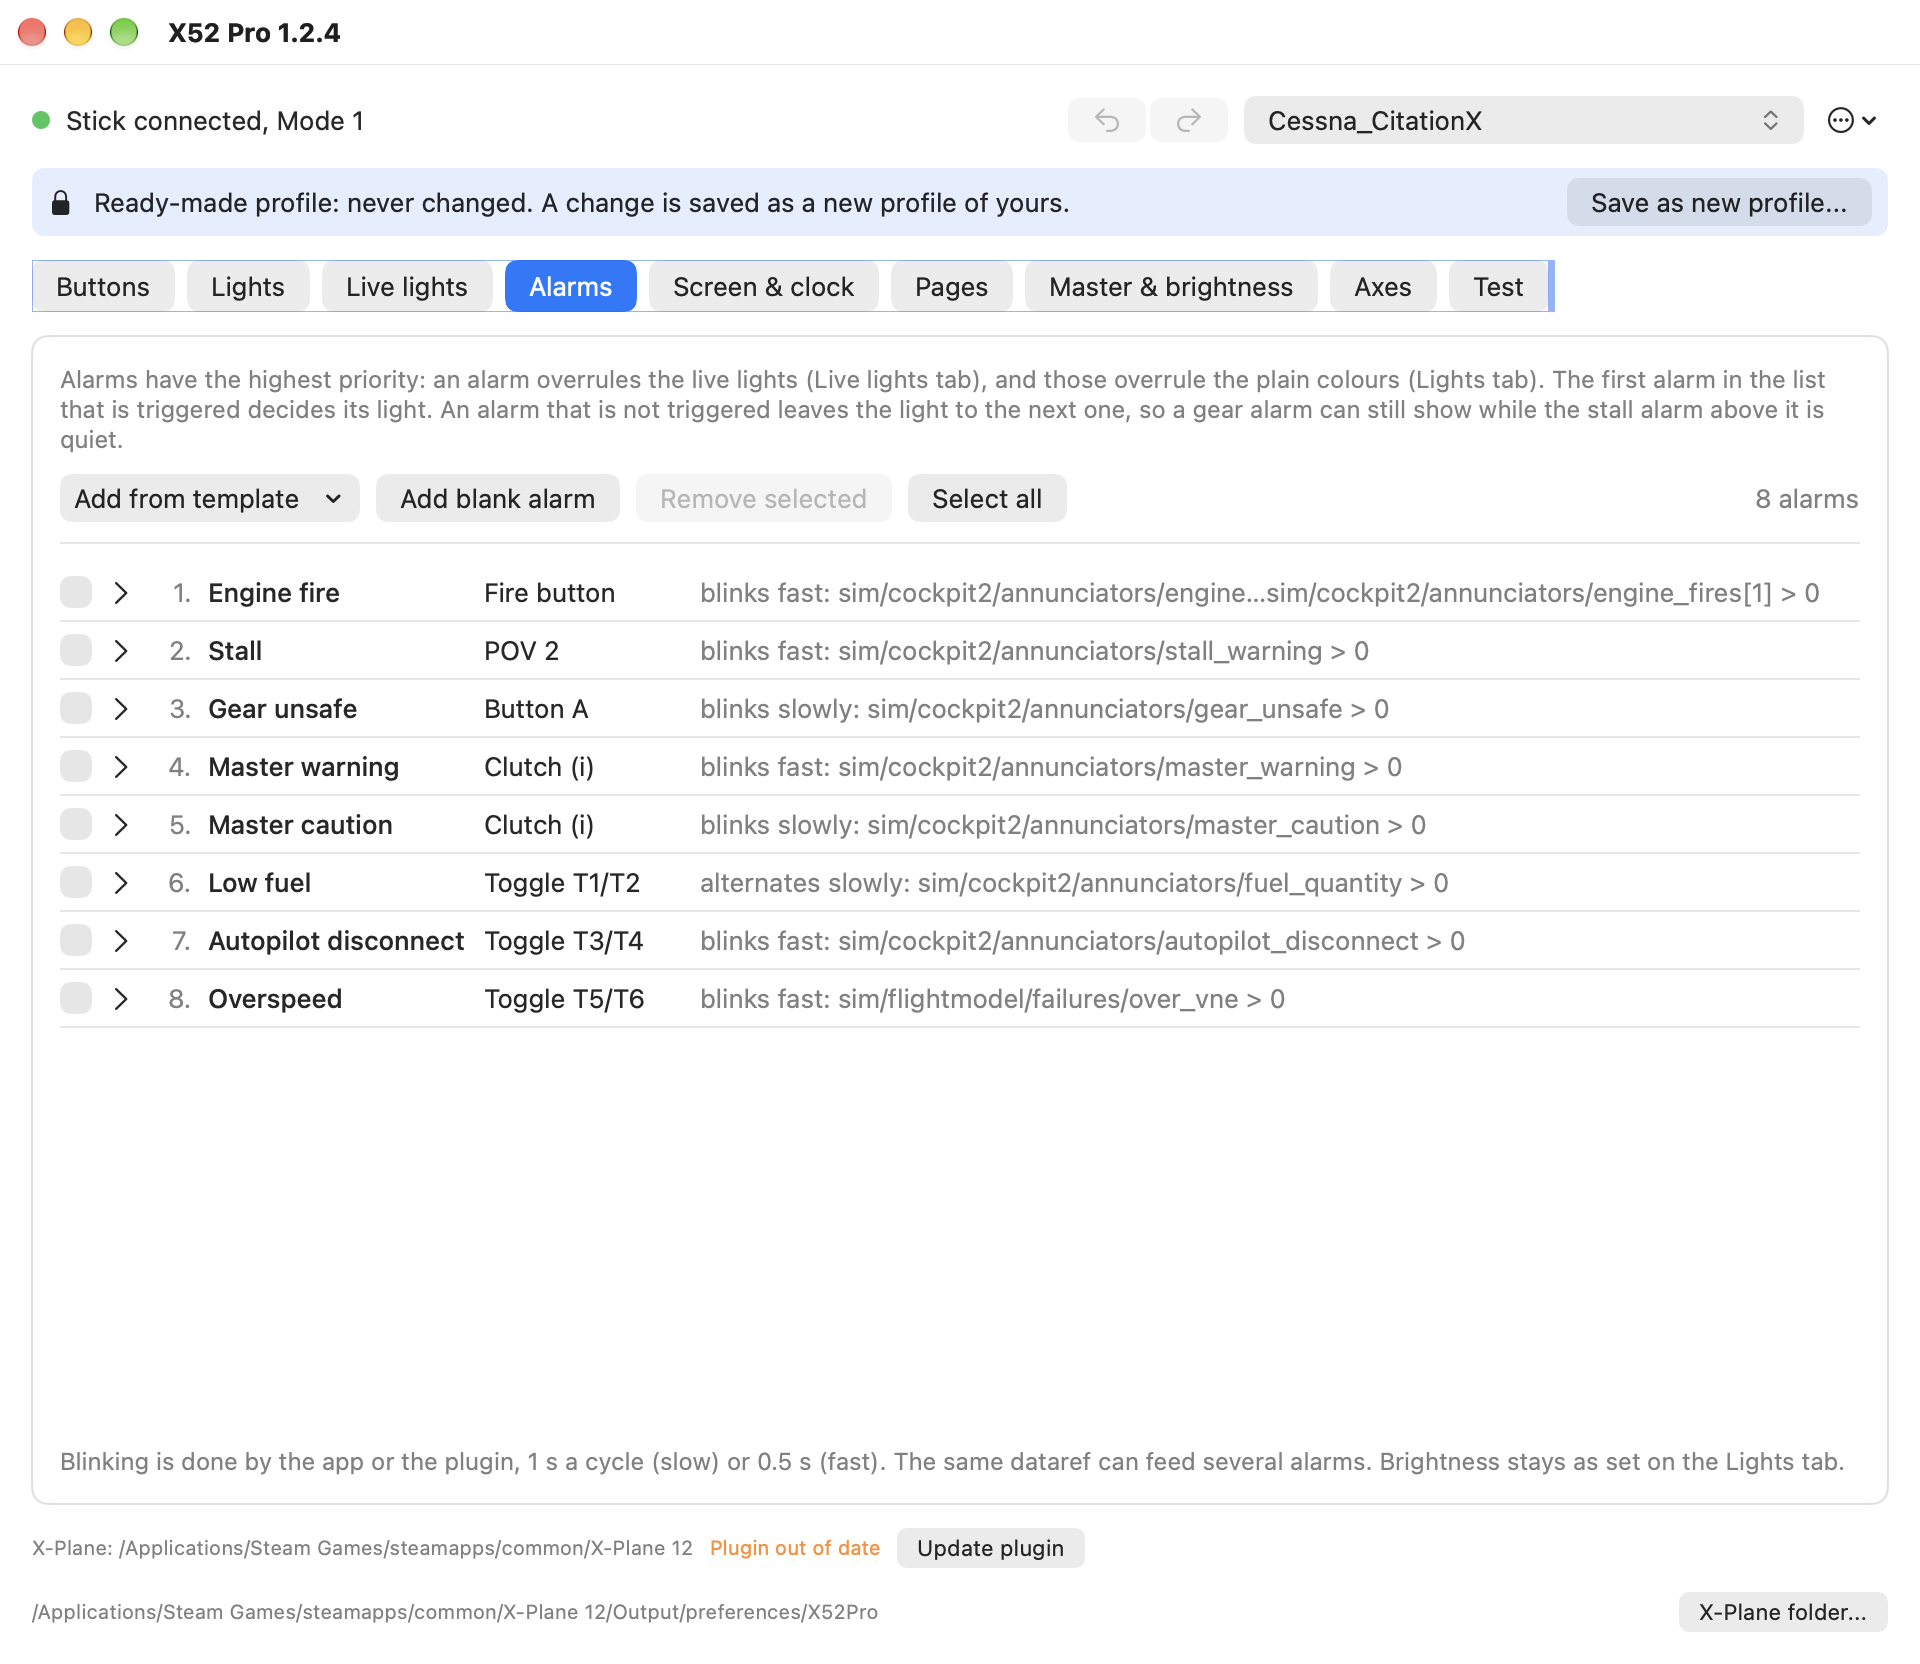 X52 Pro 1.2.4
Stick connected, Mode 1
Cessna_CitationX
Ready-made profile: never changed. A change is saved as a new profile of yours.
Save as new profile...
Buttons Lights Live lights Alarms Screen & clock Pages Master & brightness Axes Test
Alarms have the highest priority: an alarm overrules the live lights (Live lights tab), and those overrule the plain colours (Lights tab). The first alarm in the list
that is triggered decides its light. An alarm that is not triggered leaves the light to the next one, so a gear alarm can still show while the stall alarm above it is
quiet.
Add from template Add blank alarm Remove selected Select all 8 alarms
1. Engine fire Fire button blinks fast: sim/cockpit2/annunciators/engine...sim/cockpit2/annunciators/engine_fires[1] > 0
2. Stall POV 2 blinks fast: sim/cockpit2/annunciators/stall_warning > 0
3. Gear unsafe Button A blinks slowly: sim/cockpit2/annunciators/gear_unsafe > 0
4. Master warning Clutch (i) blinks fast: sim/cockpit2/annunciators/master_warning > 0
5. Master caution Clutch (i) blinks slowly: sim/cockpit2/annunciators/master_caution > 0
6. Low fuel Toggle T1/T2 alternates slowly: sim/cockpit2/annunciators/fuel_quantity > 0
7. Autopilot disconnect Toggle T3/T4 blinks fast: sim/cockpit2/annunciators/autopilot_disconnect > 0
8. Overspeed Toggle T5/T6 blinks fast: sim/flightmodel/failures/over_vne > 0
Blinking is done by the app or the plugin, 1 s a cycle (slow) or 0.5 s (fast). The same dataref can feed several alarms. Brightness stays as set on the Lights tab.
X-Plane: /Applications/Steam Games/steamapps/common/X-Plane 12 Plugin out of date Update plugin
/Applications/Steam Games/steamapps/common/X-Plane 12/Output/preferences/X52Pro X-Plane folder...